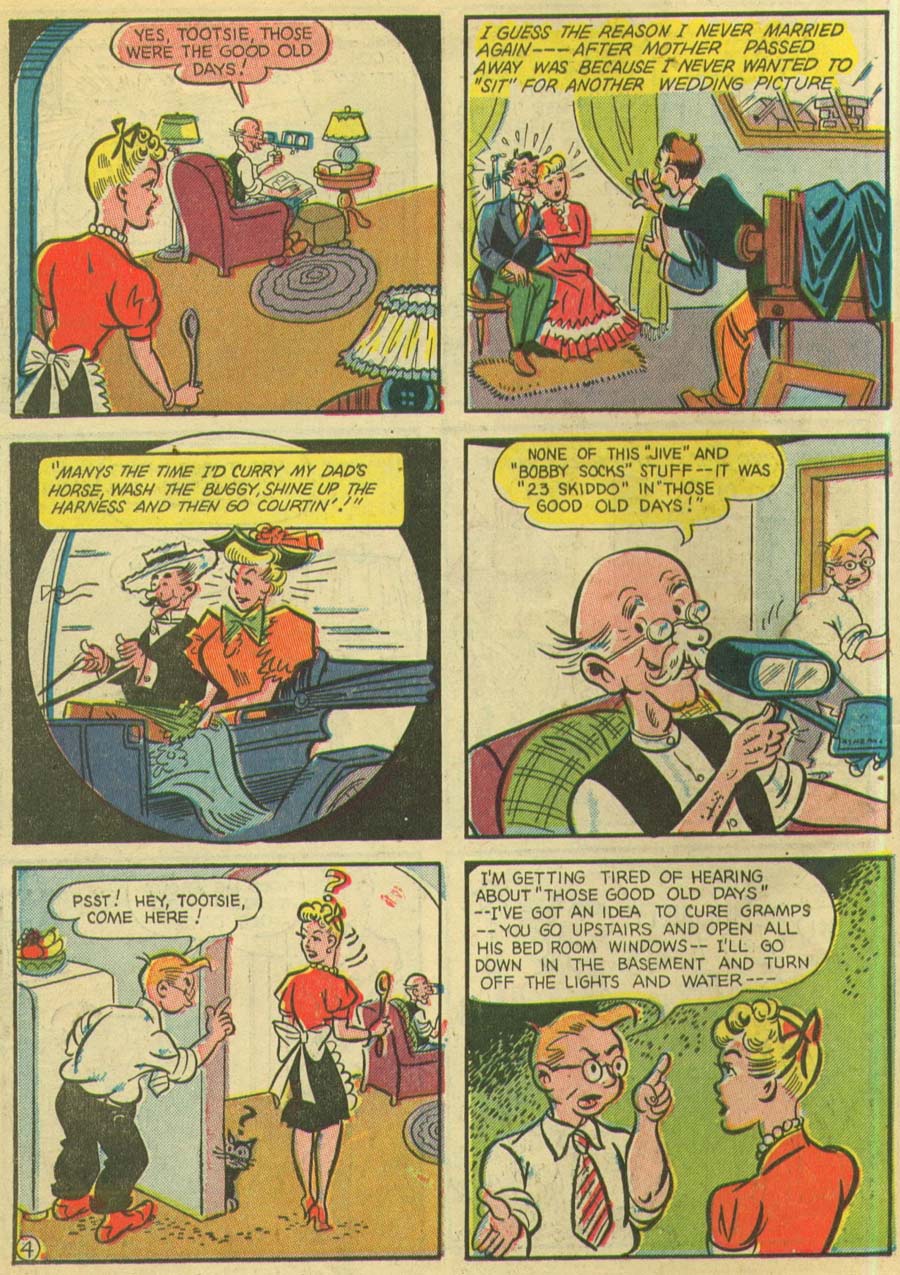 YES, TOOTSIE, THOSE
WERE THE GOOD OLD
DAYS!
I GUESS THE REASON I NEVER MARRIED
AGAIN---AFTER MOTHER PASSED
AWAY WAS BECAUSE I NEVER WANTED TO
"SIT" FOR ANOTHER WEDDING PICTURE
"MANYS THE TIME I'D CURRY MY DAD'S
HORSE, WASH THE BUGGY, SHINE UP THE
HARNESS AND THEN GO COURTIN'!"
NONE OF THIS "JIVE" AND
"BOBBY SOCKS" STUFF--IT WAS
"23 SKIDDO" IN "THOSE
GOOD OLD DAYS!"
PSST! HEY, TOOTSIE,
COME HERE!
?
?
I'M GETTING TIRED OF HEARING
ABOUT "THOSE GOOD OLD DAYS"
--I'VE GOT AN IDEA TO CURE GRAMPS
--YOU GO UPSTAIRS AND OPEN ALL
HIS BED ROOM WINDOWS--I'LL GO
DOWN IN THE BASEMENT AND TURN
OFF THE LIGHTS AND WATER---
4